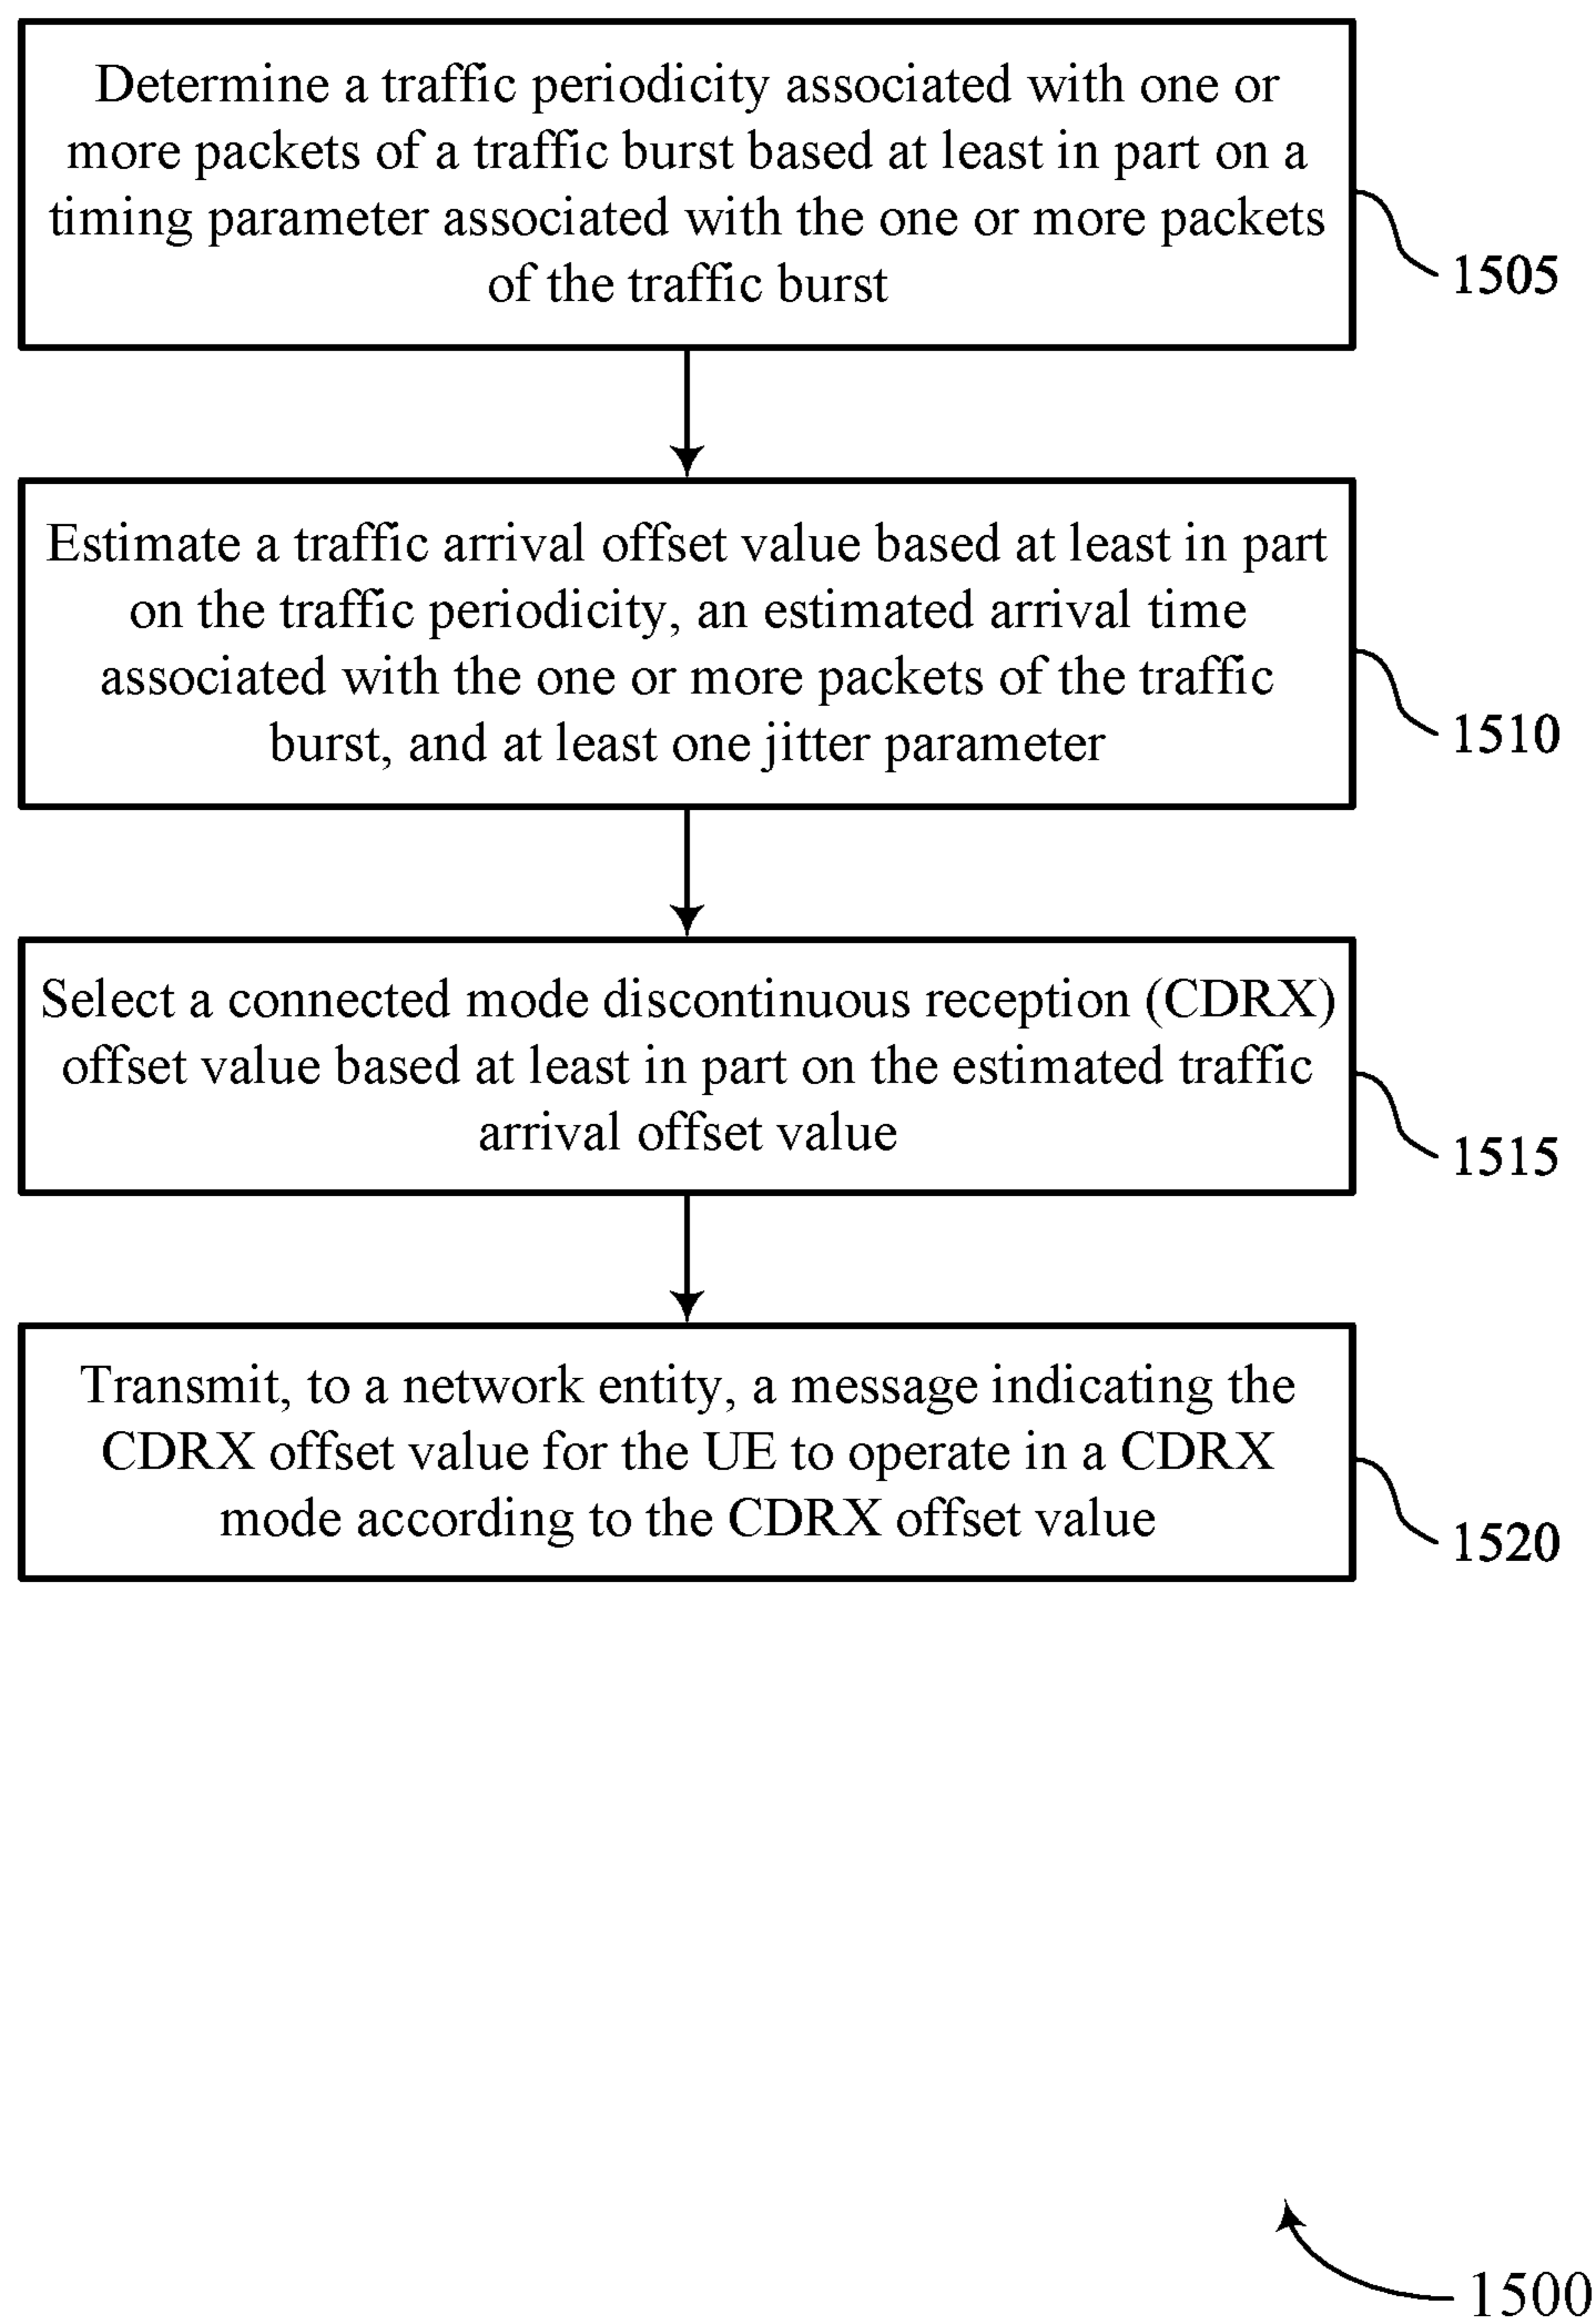 Determine a traffic periodicity associated with one or
more packets of a traffic burst based at least in part on a
timing parameter associated with the one or more packets
of the traffic burst
1505
Estimate a traffic arrival offset value based at least in part
on the traffic periodicity, an estimated arrival time
associated with the one or more packets of the traffic
burst, and at least one jitter parameter
1510
Select a connected mode discontinuous reception (CDRX)
offset value based at least in part on the estimated traffic
arrival offset value
1515
Transmit, to a network entity, a message indicating the
CDRX offset value for the UE to operate in a CDRX
mode according to the CDRX offset value
1520
1500